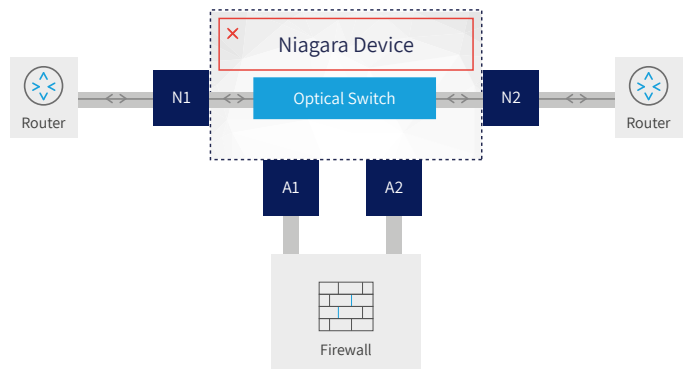 Niagara Device
Router
N1
Optical Switch
N2
Router
A1
A2
Firewall